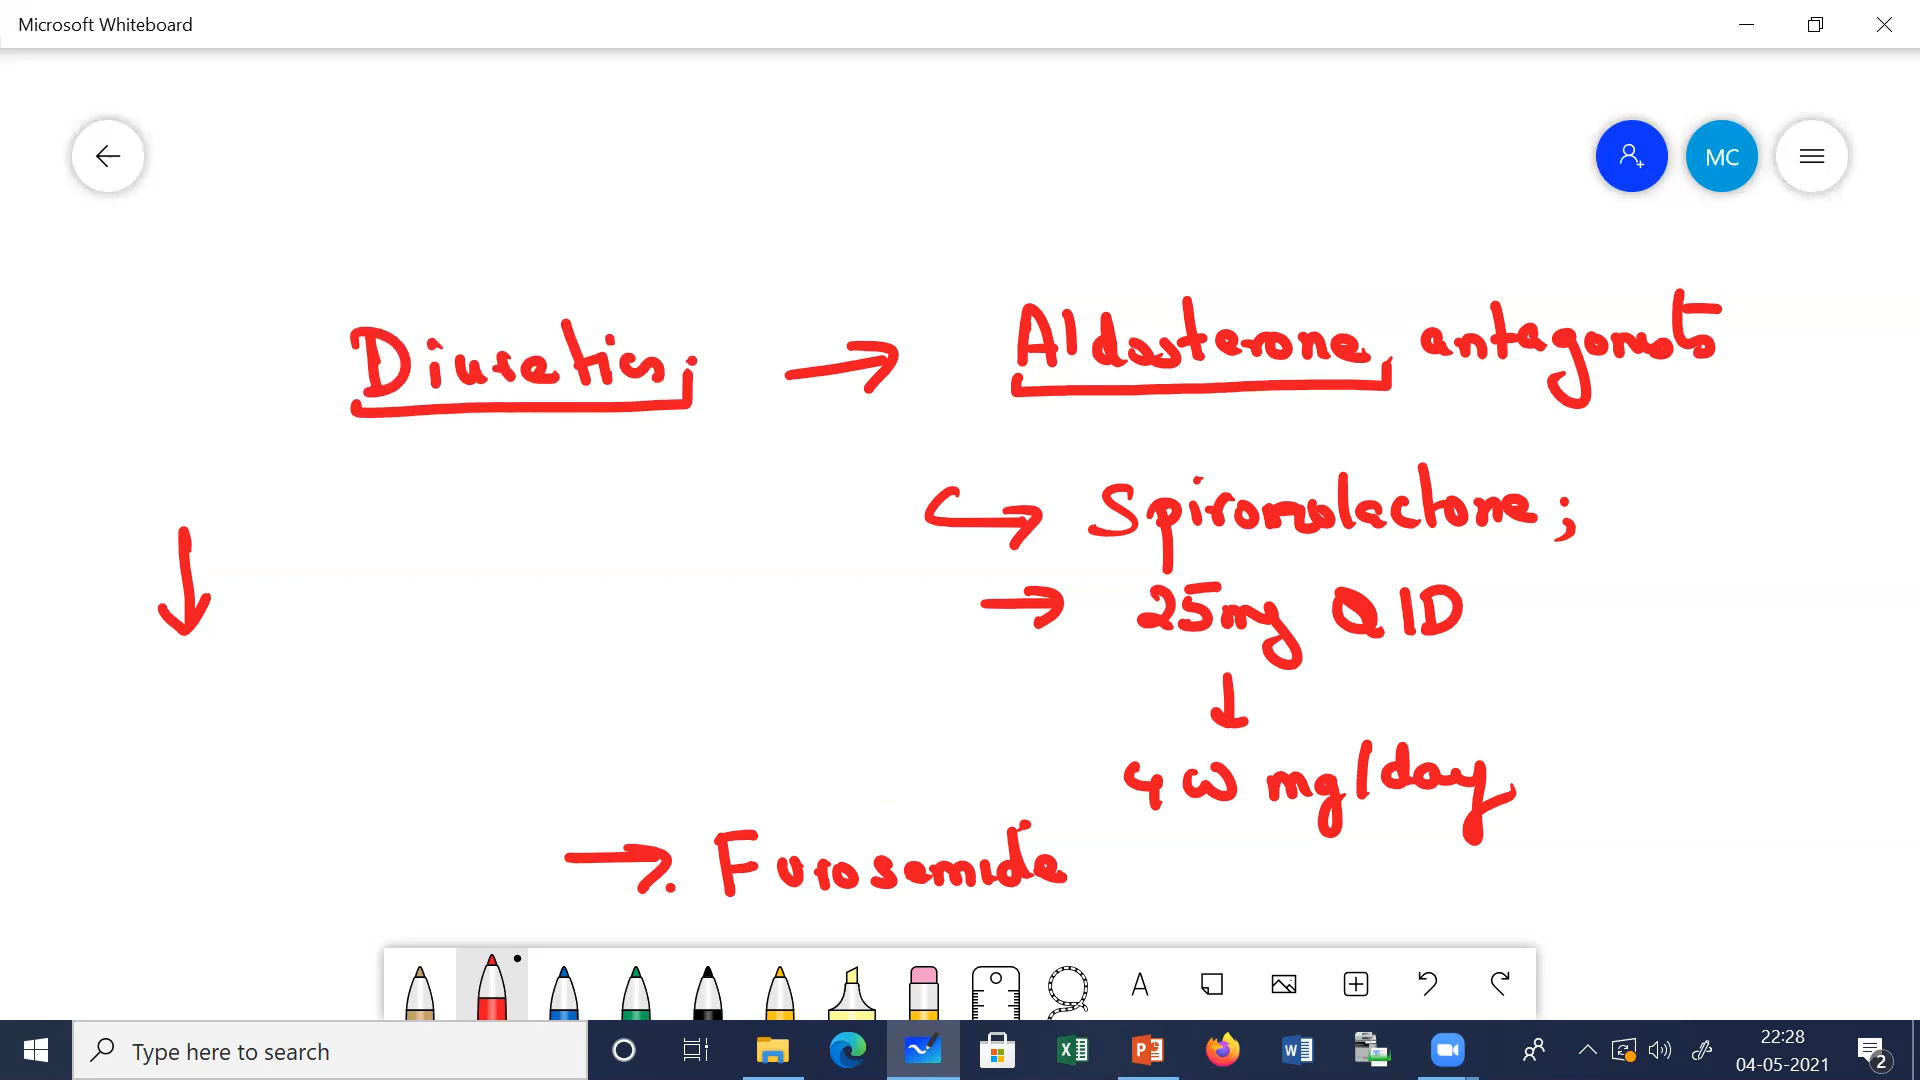 Microsoft Whiteboard
MC
Diuretics; → Aldosterone antagonists
↪ Spironolactone;
→ 25mg QID
↓
400 mg/day
→ Furosemide
A
Type here to search
22:28
04-05-2021
2